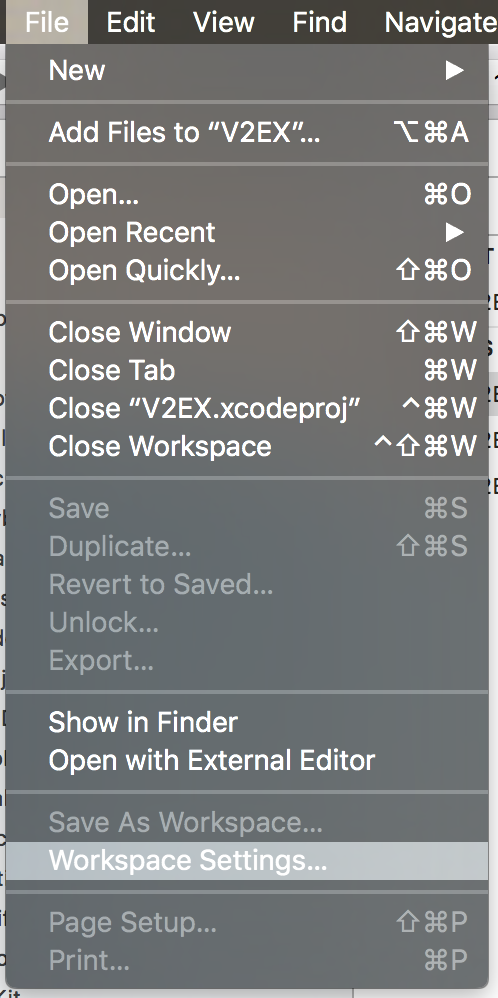 File Edit View Find Navigate
New ▶
Add Files to “V2EX”... ⌥⌘A
Open... ⌘O
Open Recent ▶
Open Quickly... ⇧⌘O
Close Window ⇧⌘W
Close Tab ⌘W
Close “V2EX.xcodeproj” ^⌘W
Close Workspace ^⇧⌘W
Save ⌘S
Duplicate... ⇧⌘S
Revert to Saved...
Unlock...
Export...
Show in Finder
Open with External Editor
Save As Workspace...
Workspace Settings...
Page Setup... ⇧⌘P
Print... ⌘P